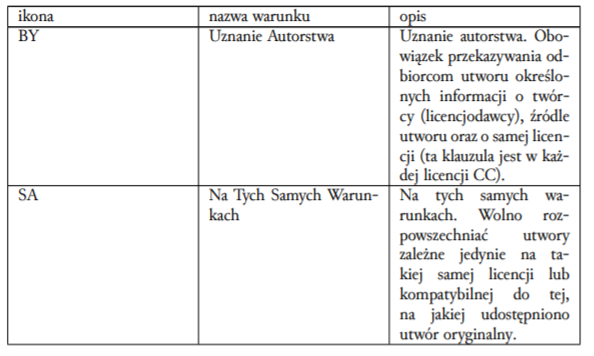 ikona nazwa warunku opis
BY Uznanie Autorstwa Uznanie autorstwa. Obo-
wiązek przekazywania od-
biorcom utworu określo-
nych informacji o twór-
cy (licencjodawcy), źródle
utworu oraz o samej licen-
cji (ta klauzula jest w każ-
dej licencji CC).
SA Na Tych Samych Warun- Na tych samych wa-
kach runkach. Wolno roz-
powszechniać utwory
zależne jedynie na ta-
kiej samej licencji lub
kompatybilnej do tej,
na jakiej udostępniono
utwór oryginalny.